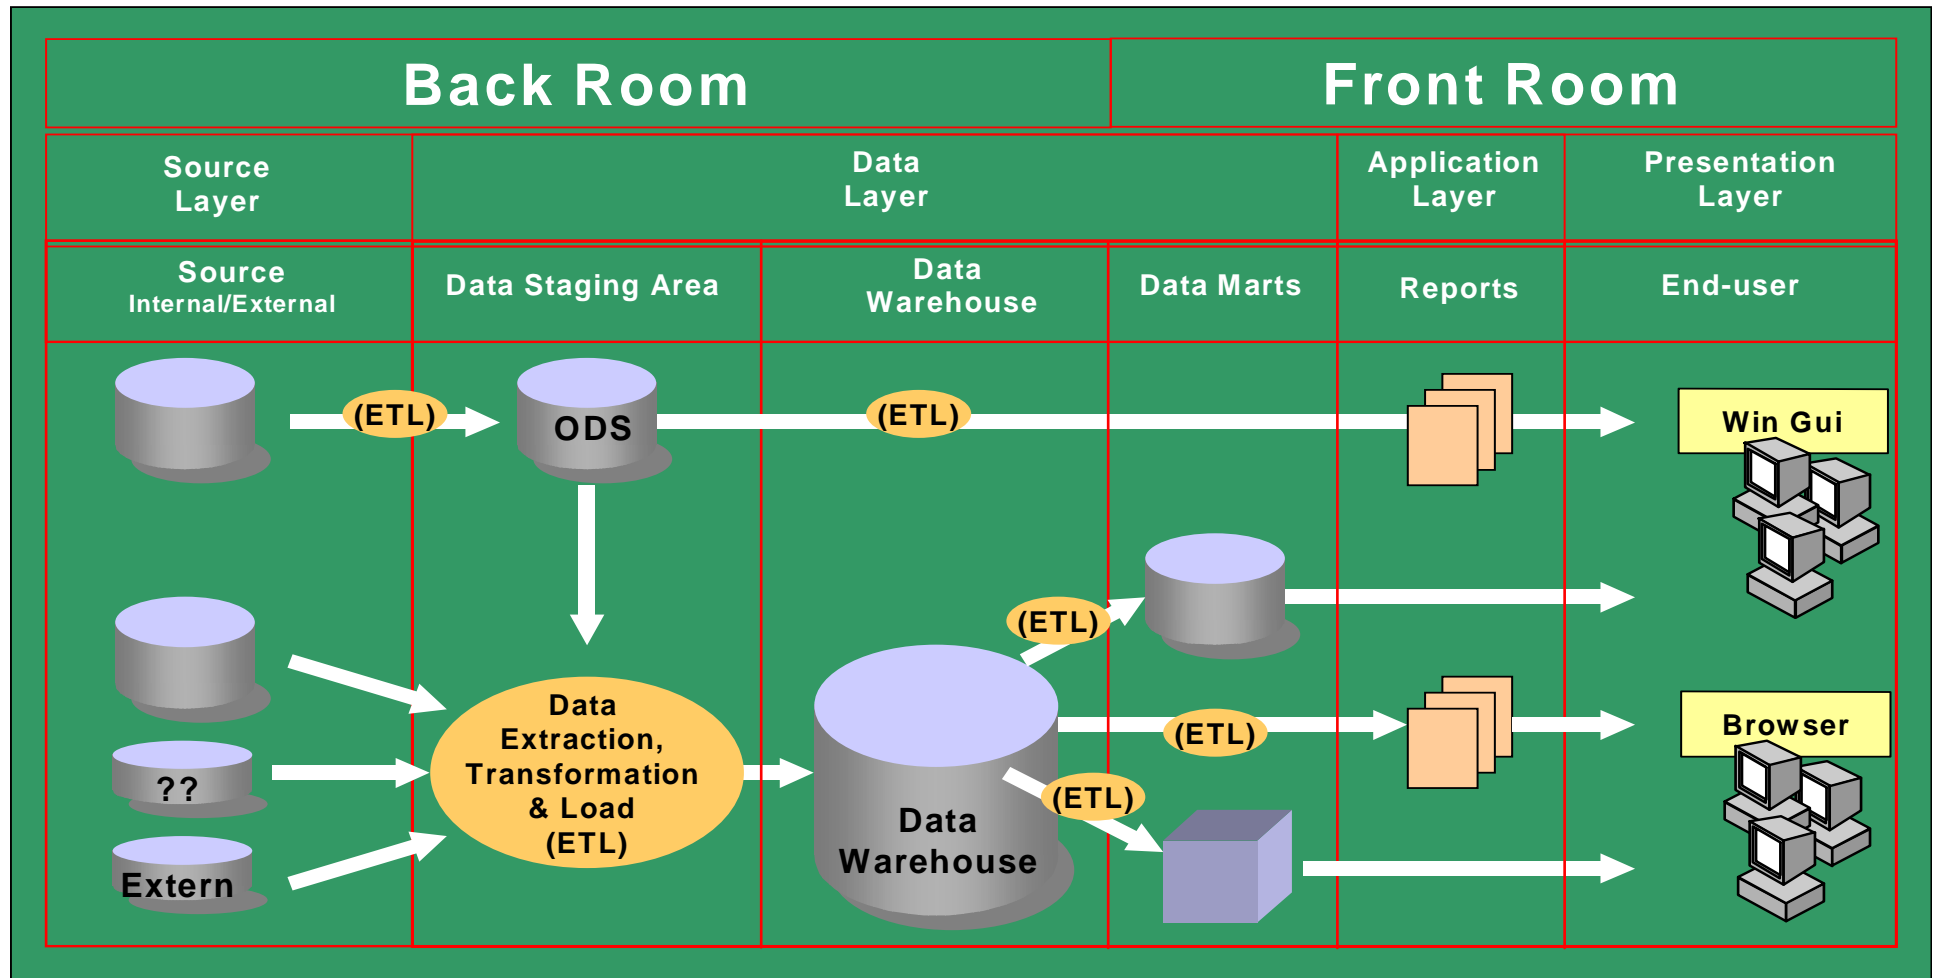 Back Room
Front Room
Source
Layer
Data
Layer
Application
Layer
Presentation
Layer
Source
Internal/External
Data Staging Area
Data
Warehouse
Data Marts
Reports
End-user
(ETL)
ODS
(ETL)
Win Gui
(ETL)
Data
Extraction,
Transformation
& Load
(ETL)
??
Extern
Data
Warehouse
(ETL)
(ETL)
Browser